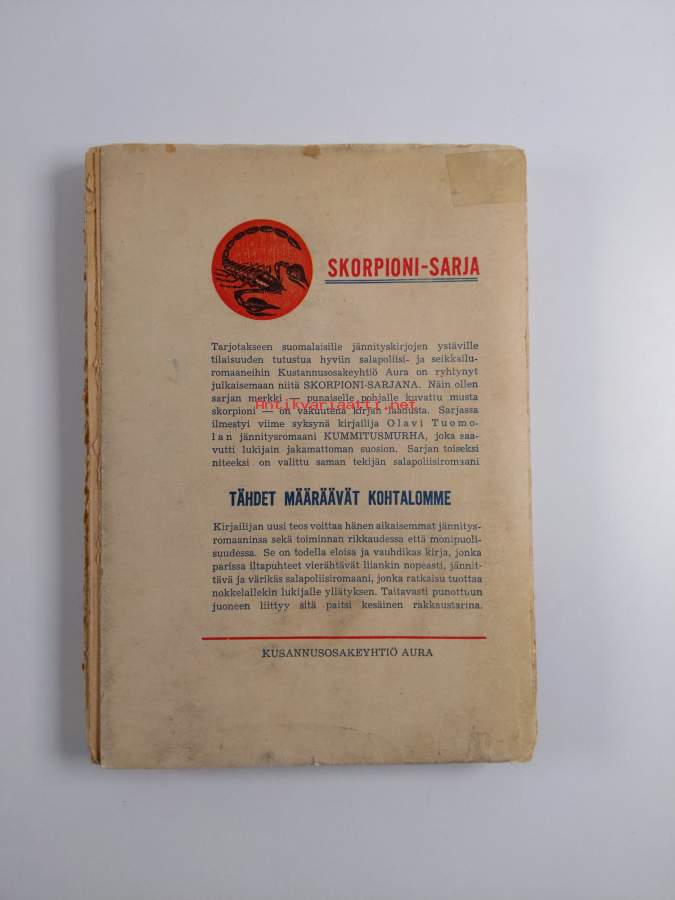 SKORPIONI-SARJA
Tarjotakseen suomalaisille jännityskirjojen ystäville
tilaisuuden tutustua hyviin salapoliisi- ja seikkailu-
romaaneihin Kustannusosakeyhtiö Aura on ryhtynyt
julkaisemaan niitä SKORPIONI-SARJANA. Näin ollen
sarjan merkki — punaiselle pohjalle kuvattu musta
Antikvariaatti.net
skorpioni — on vakuutena kirjan laadusta. Sarjassa
ilmestyi viime syksynä kirjailija Olavi Tuomo-
lan jännitysromaani KUMMITUSMURHA, joka saa-
vutti lukijain jakamattoman suosion. Sarjan toiseksi
niteeksi on valittu saman tekijän salapoliisiromaani
TÄHDET MÄÄRÄÄVÄT KOHTALOMME
Kirjailijan uusi teos voittaa hänen aikaisemmat jännitys-
romaaninsa sekä toiminnan rikkaudessa että monipuoli-
suudessa. Se on todella eloisa ja vauhdikas kirja, jonka
parissa iltapuhteet vierähtävät liiankin nopeasti, jännit-
tävä ja värikäs salapoliisiromaani, jonka ratkaisu tuottaa
nokkelallekin lukijalle yllätyksen. Taitavasti punottuun
juoneen liittyy sitä paitsi kesäinen rakkaustarina.
KUSANNUSOSAKEYHTIÖ AURA